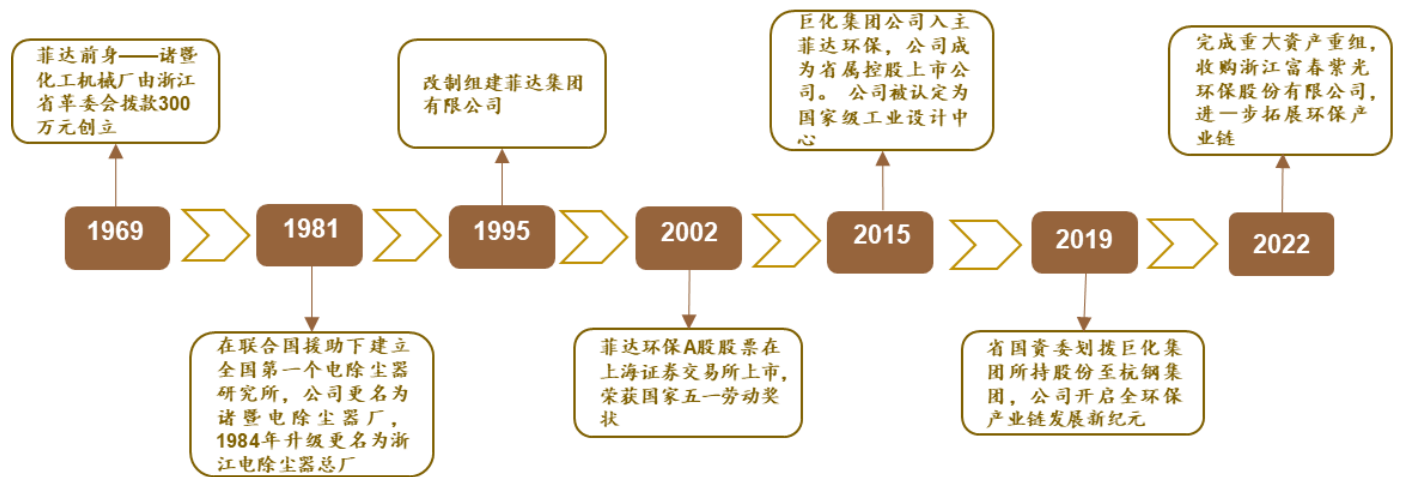 菲达前身——诸暨
化工机械厂由浙江
省革委会拨款300
万元创立
改制组建菲达集团
有限公司
巨化集团公司入主
菲达环保，公司成
为省属控股上市公
司。 公司被认定为
国家级工业设计中
心
完成重大资产重组，
收购浙江富春紫光
环保股份有限公司，
进一步拓展环保产
业链
1969
1981
1995
2002
2015
2019
2022
在联合国援助下建立
全国第一个电除尘器
研究所，公司更名为
诸暨电除尘器厂，
1984年升级更名为浙
江电除尘器总厂
菲达环保A股股票在
上海证券交易所上市，
荣获国家五一劳动奖
状
省国资委划拨巨化集
团所持股份至杭钢集
团，公司开启全环保
产业链发展新纪元